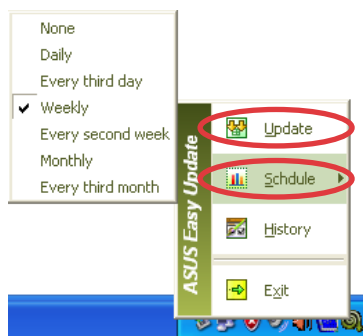 None
Daily
Every third day
Weekly
Every second week
Monthly
Every third month
ASUS Easy Update
Update
Schdule
History
Exit